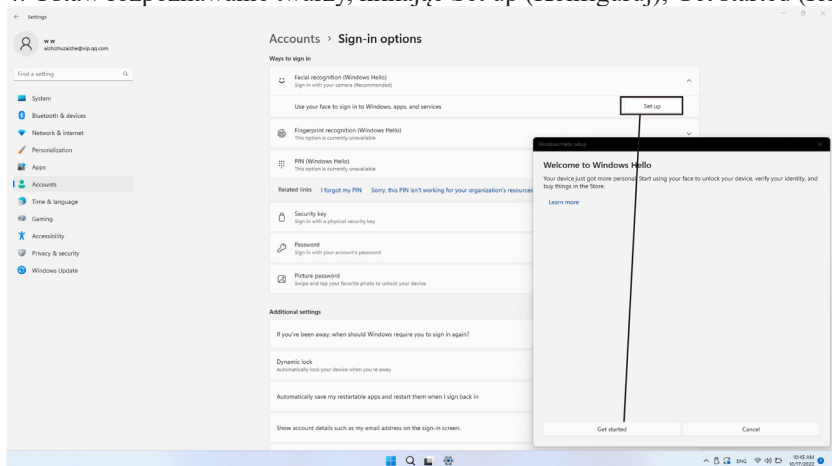 Settings
w w
aizhizhuzaizhe@vip.qq.com
Find a setting
System
Bluetooth & devices
Network & internet
Personalization
Apps
Accounts
Time & language
Gaming
Accessibility
Privacy & security
Windows Update
Accounts > Sign-in options
Ways to sign in
Facial recognition (Windows Hello)
Sign in with your camera (Recommended)
Use your face to sign in to Windows, apps, and services
Set up
Fingerprint recognition (Windows Hello)
This option is currently unavailable
PIN (Windows Hello)
This option is currently unavailable
Related links I forgot my PIN Sorry, this PIN isn't working for your organization's resources
Security key
Sign in with a physical security key
Password
Sign in with your account's password
Picture password
Swipe and tap your favorite photo to unlock your device
Additional settings
If you've been away, when should Windows require you to sign in again?
Dynamic lock
Automatically lock your device when you're away
Automatically save my restartable apps and restart them when I sign back in
Show account details such as my email address on the sign-in screen.
Windows Hello setup
Welcome to Windows Hello
Your device just got more personal. Start using your face to unlock your device, verify your identity, and
buy things in the Store.
Learn more
Get started
Cancel
ENG
10:45 AM
10/17/2022